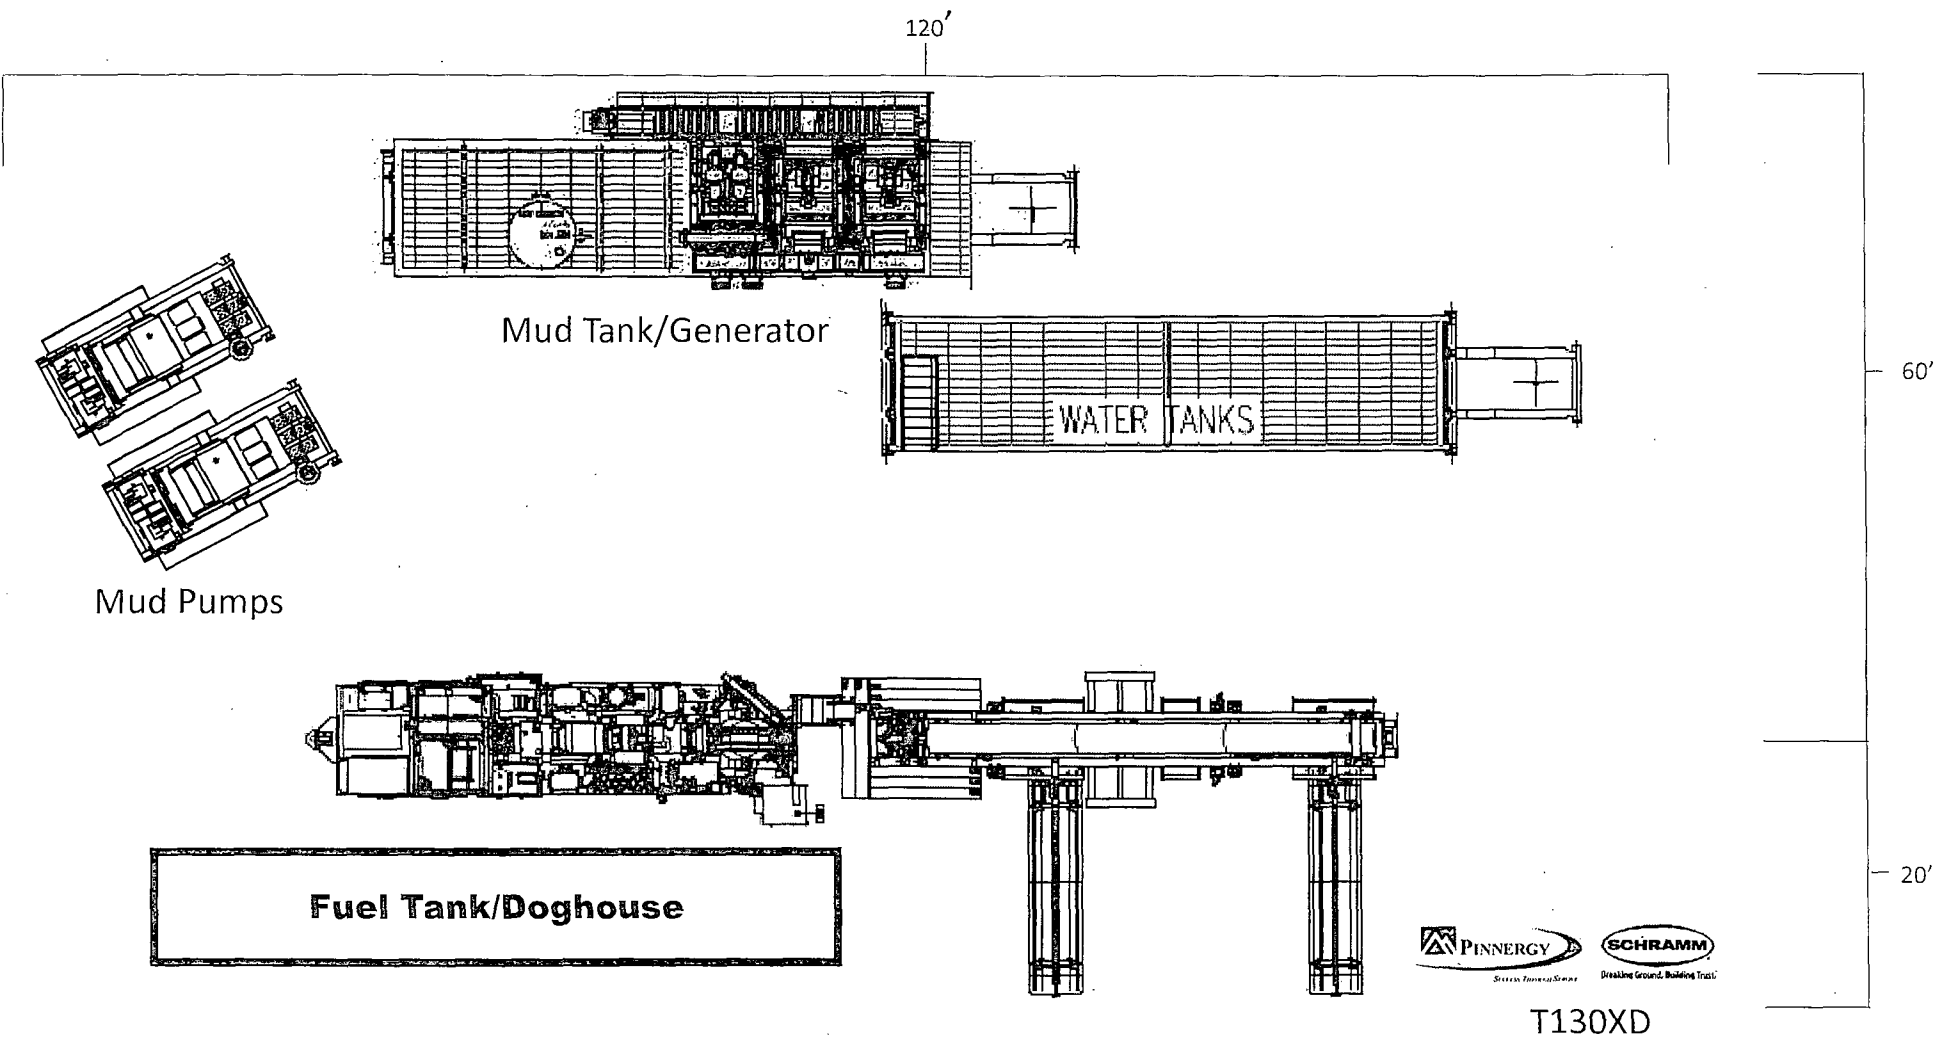 120'
Mud Tank/Generator
WATER TANKS
60'
Mud Pumps
Fuel Tank/Doghouse
20'
PINNERGY
SCHRAMM
Breaking Ground. Building Trust.
T130XD